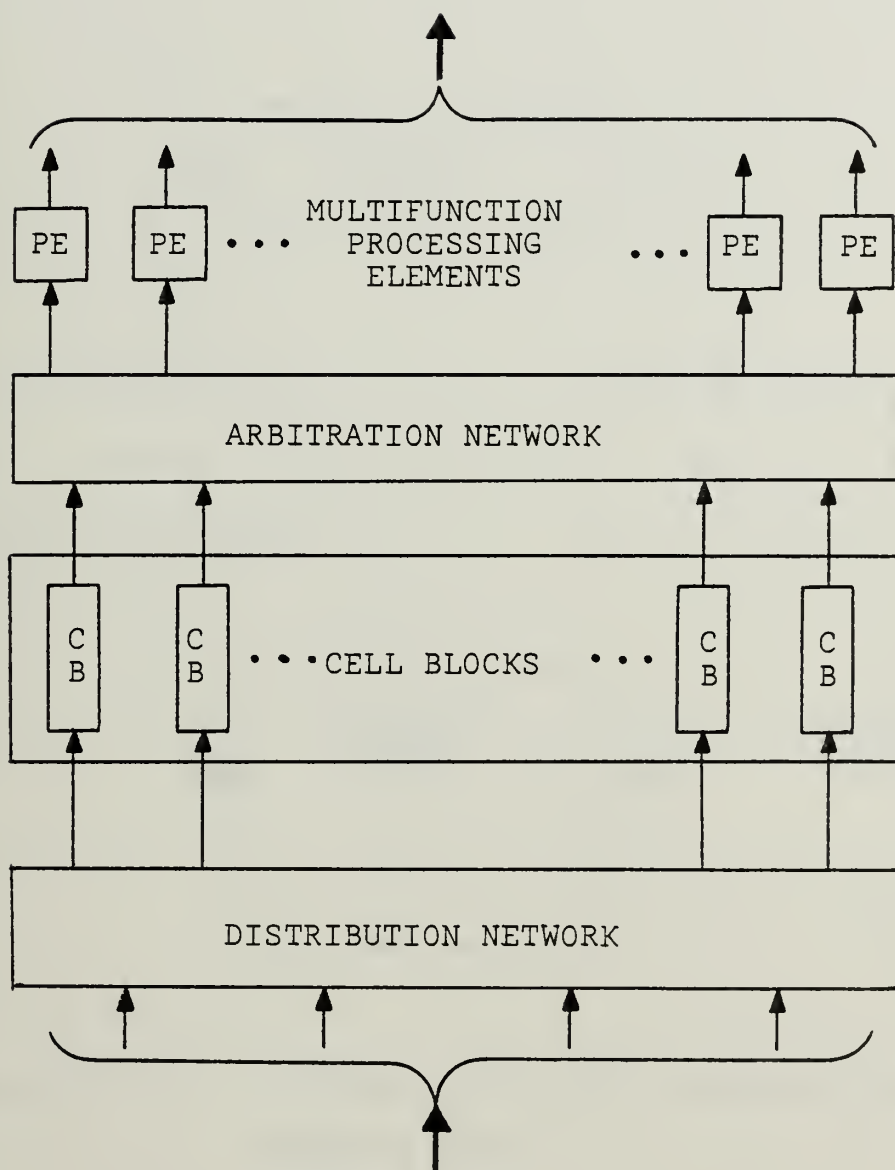 MULTIFUNCTION
PE PE ••• PROCESSING ••• PE PE
ELEMENTS
ARBITRATION NETWORK
C C C C
B B ••• CELL BLOCKS ••• B B
DISTRIBUTION NETWORK